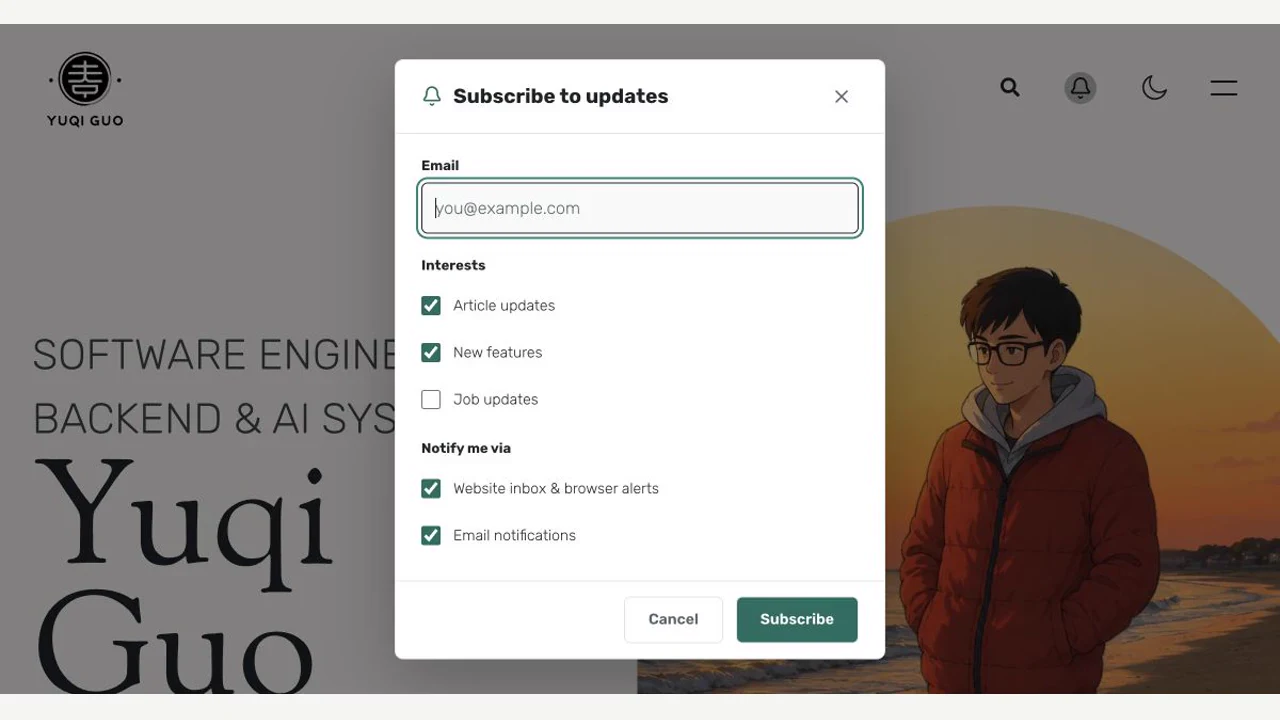 YUQI GUO
SOFTWARE ENGINE
BACKEND & AI SYS
Yuqi
Guo
Subscribe to updates
Email
you@example.com
Interests
Article updates
New features
Job updates
Notify me via
Website inbox & browser alerts
Email notifications
Cancel
Subscribe